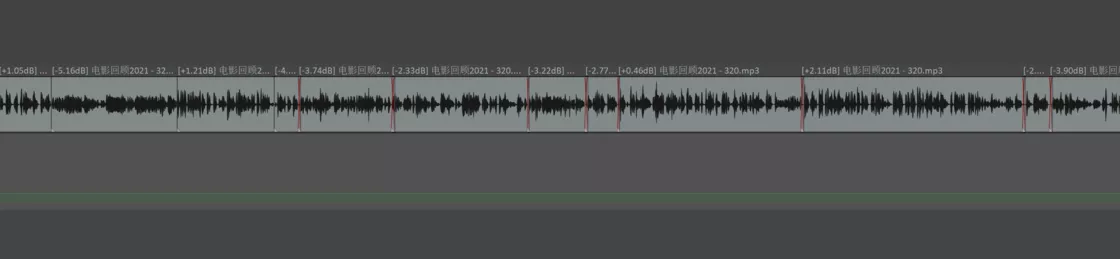 [+1.05dB] ... [-5.16dB] 电影回顾2021 - 32... [+1.21dB] 电影回顾2... [-4.... [-3.74dB] 电影回顾2... [-2.33dB] 电影回顾2021 - 320.... [-3.22dB] ... [-2.77... [+0.46dB] 电影回顾2021 - 320.mp3 [+2.11dB] 电影回顾2021 - 320.mp3 [-2.... [-3.90dB] 电影回